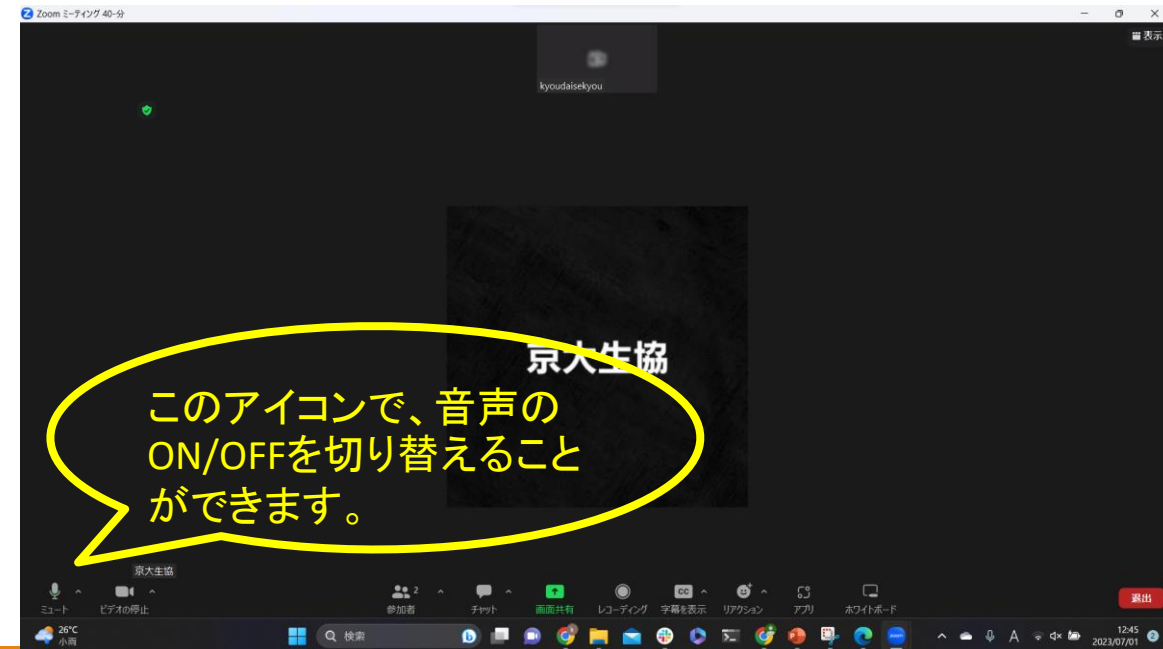 Zoom ミーティング 40-分
表示
kyoudaisekyou
京大生協
このアイコンで、音声の
ON/OFFを切り替えること
ができます。
京大生協
2
ミュート ビデオの停止 参加者 チャット 画面共有 レコーディング 字幕を表示 リアクション アプリ ホワイトボード 退出
CC
26°C
小雨
検索
A
12:45
2023/07/01
2